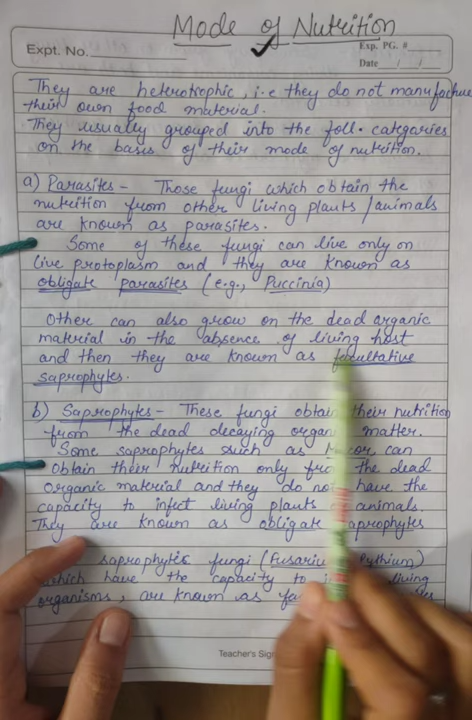 Mode of Nutrition
Expt. No.
Exp. PG. #
Date / /
They are heterotrophic, i.e they do not manufacture
their own food material.
They usually grouped into the foll. categories
on the basis of their mode of nutrition.
a) Parasites - Those fungi which obtain the
nutrition from other living plants/animals
are known as parasites.
Some of these fungi can live only on
live protoplasm and they are known as
obligate parasites (e.g., Puccinia)
Other can also grow on the dead organic
material in the absence of living host
and then they are known as facultative
saprophytes.
b) Saprophytes - These fungi obtain their nutrition
from the dead decaying organ matter.
Some saprophytes such as can
obtain their nutrition only from the dead
Organic material and they do not have the
capacity to infect living plants animals.
They are known as obligate saprophytes
saprophytes fungi (Fusarium Pythium)
which have the capacity to living
organisms, are known as
Teacher's Sign